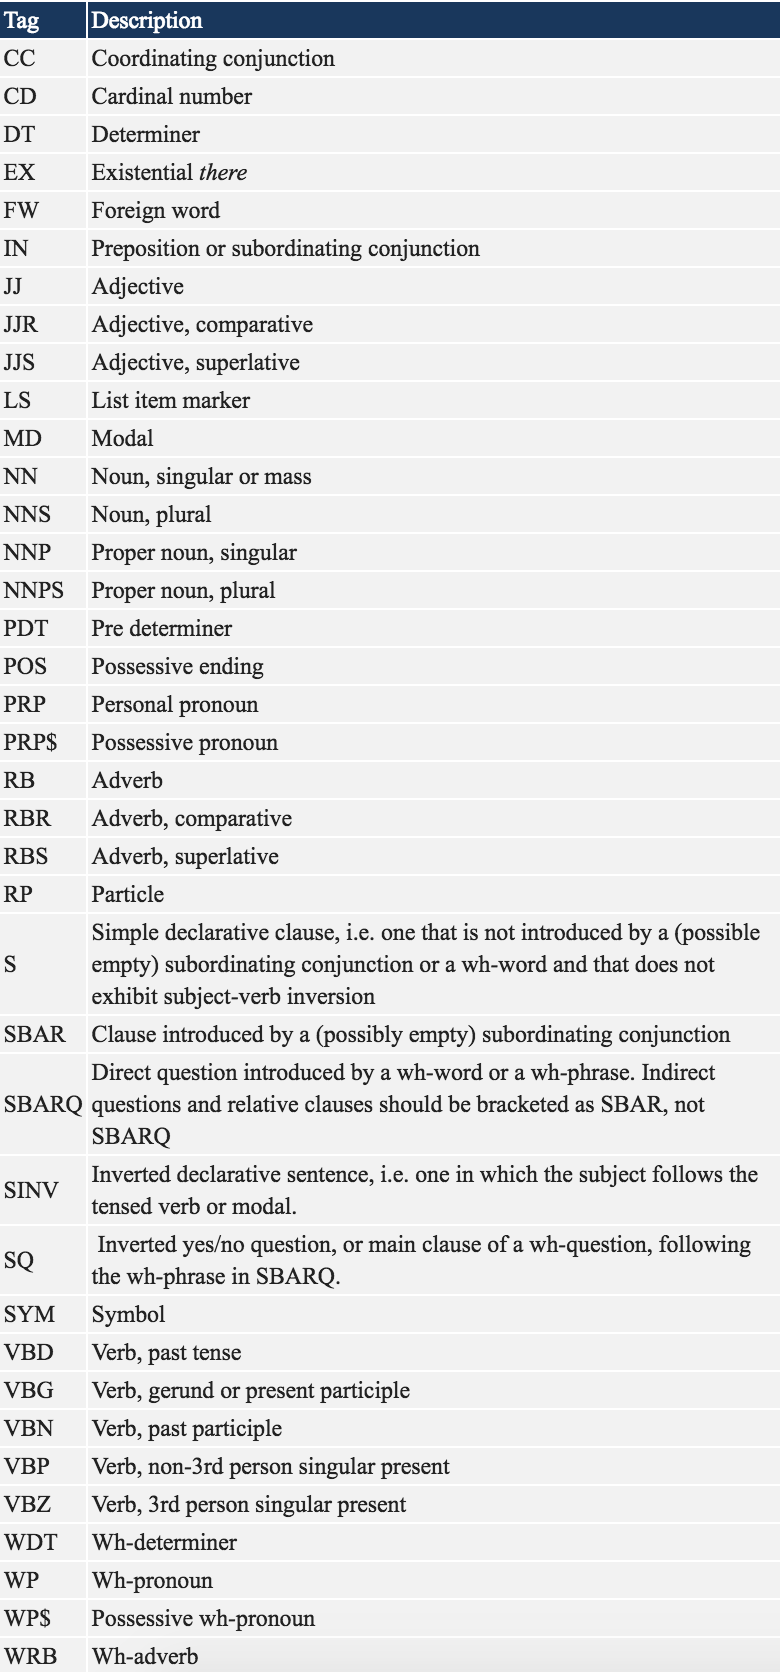 Tag Description
CC Coordinating conjunction
CD Cardinal number
DT Determiner
EX Existential there
FW Foreign word
IN Preposition or subordinating conjunction
JJ Adjective
JJR Adjective, comparative
JJS Adjective, superlative
LS List item marker
MD Modal
NN Noun, singular or mass
NNS Noun, plural
NNP Proper noun, singular
NNPS Proper noun, plural
PDT Pre determiner
POS Possessive ending
PRP Personal pronoun
PRP$ Possessive pronoun
RB Adverb
RBR Adverb, comparative
RBS Adverb, superlative
RP Particle
S Simple declarative clause, i.e. one that is not introduced by a (possible
empty) subordinating conjunction or a wh-word and that does not
exhibit subject-verb inversion
SBAR Clause introduced by a (possibly empty) subordinating conjunction
SBARQ Direct question introduced by a wh-word or a wh-phrase. Indirect
questions and relative clauses should be bracketed as SBAR, not
SBARQ
SINV Inverted declarative sentence, i.e. one in which the subject follows the
tensed verb or modal.
SQ Inverted yes/no question, or main clause of a wh-question, following
the wh-phrase in SBARQ.
SYM Symbol
VBD Verb, past tense
VBG Verb, gerund or present participle
VBN Verb, past participle
VBP Verb, non-3rd person singular present
VBZ Verb, 3rd person singular present
WDT Wh-determiner
WP Wh-pronoun
WP$ Possessive wh-pronoun
WRB Wh-adverb